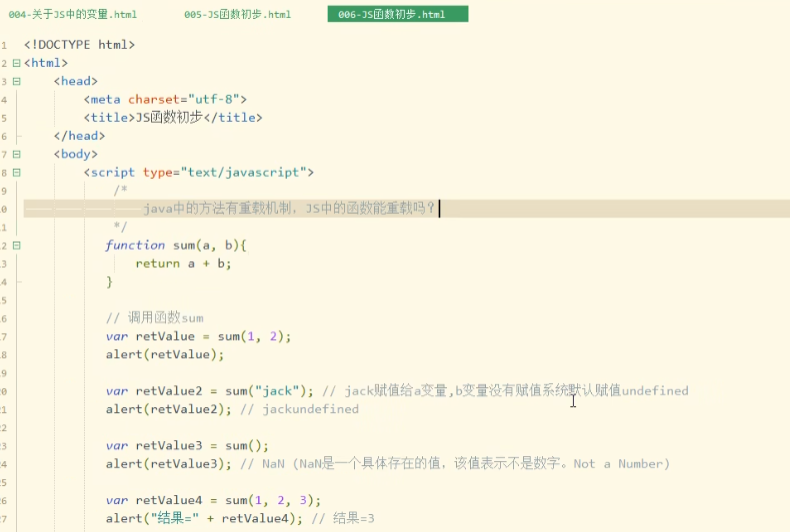 004-关于JS中的变量.html 005-JS函数初步.html 006-JS函数初步.html
1 <!DOCTYPE html>
2 <html>
3 <head>
4 <meta charset="utf-8">
5 <title>JS函数初步</title>
6 </head>
7 <body>
8 <script type="text/javascript">
9 /*
0 java中的方法有重载机制，JS中的函数能重载吗？
1 */
2 function sum(a, b){
3 return a + b;
4 }
5
6 // 调用函数sum
7 var retValue = sum(1, 2);
8 alert(retValue);
9
0 var retValue2 = sum("jack"); // jack赋值给a变量,b变量没有赋值系统默认赋值undefined
1 alert(retValue2); // jackundefined
2
3 var retValue3 = sum();
4 alert(retValue3); // NaN (NaN是一个具体存在的值，该值表示不是数字。Not a Number)
5
6 var retValue4 = sum(1, 2, 3);
7 alert("结果=" + retValue4); // 结果=3